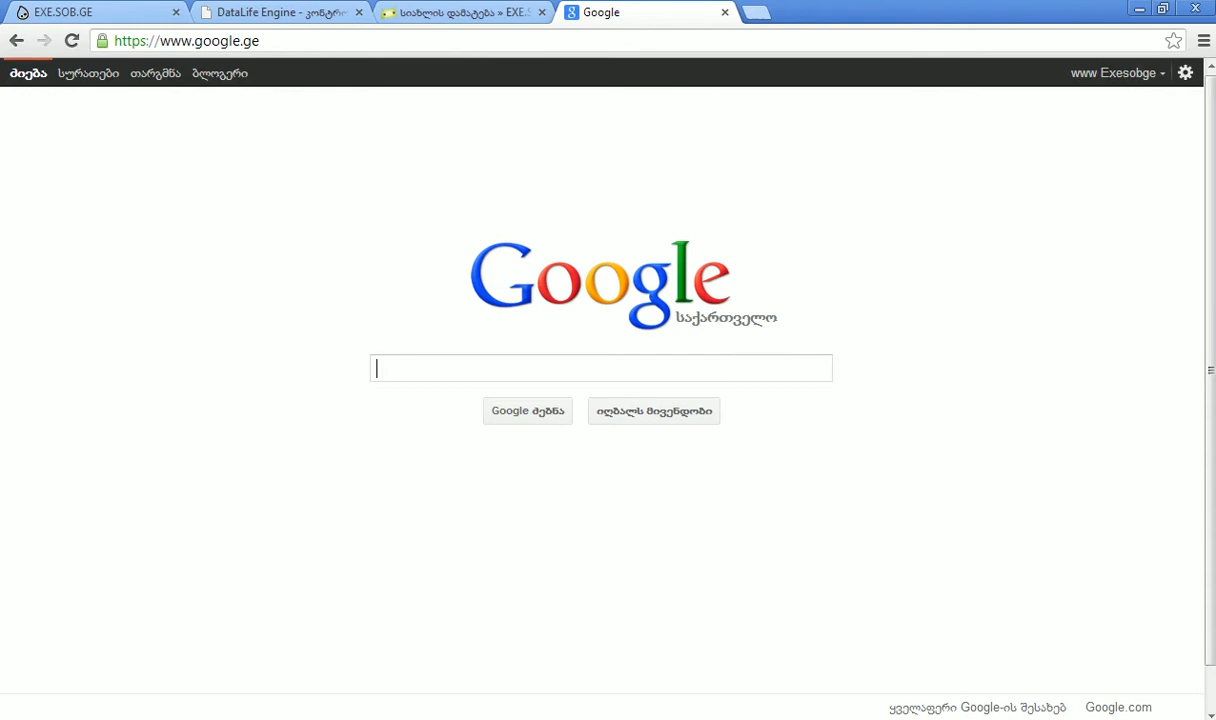 EXE.SOB.GE
DataLife Engine - კონტრო
სიახლის დამატება » EXE.S
Google
https://www.google.ge
ძიება სურათები თარგმნა ბლოგერი
www Exesobge
Google
საქართველო
Google ძებნა
იღბალს მივენდობი
ყველაფერი Google-ის შესახებ
Google.com